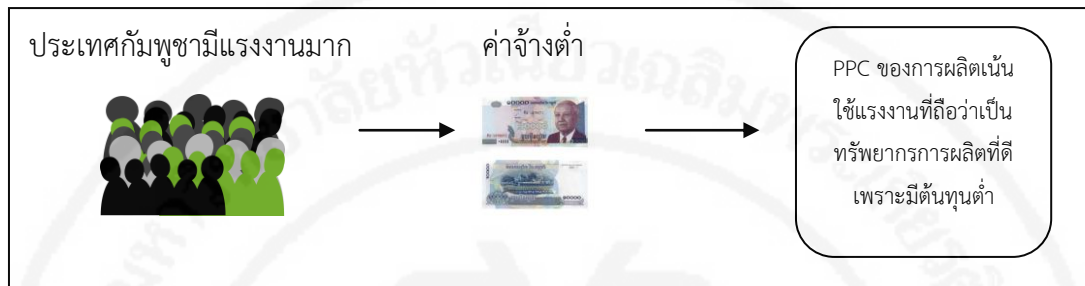 ประเทศกัมพูชามีแรงงานมาก
ค่าจ้างต่ำ
PPC ของการผลิตเน้น
ใช้แรงงานที่ถือว่าเป็น
ทรัพยากรการผลิตที่ดี
เพราะมีต้นทุนต่ำ